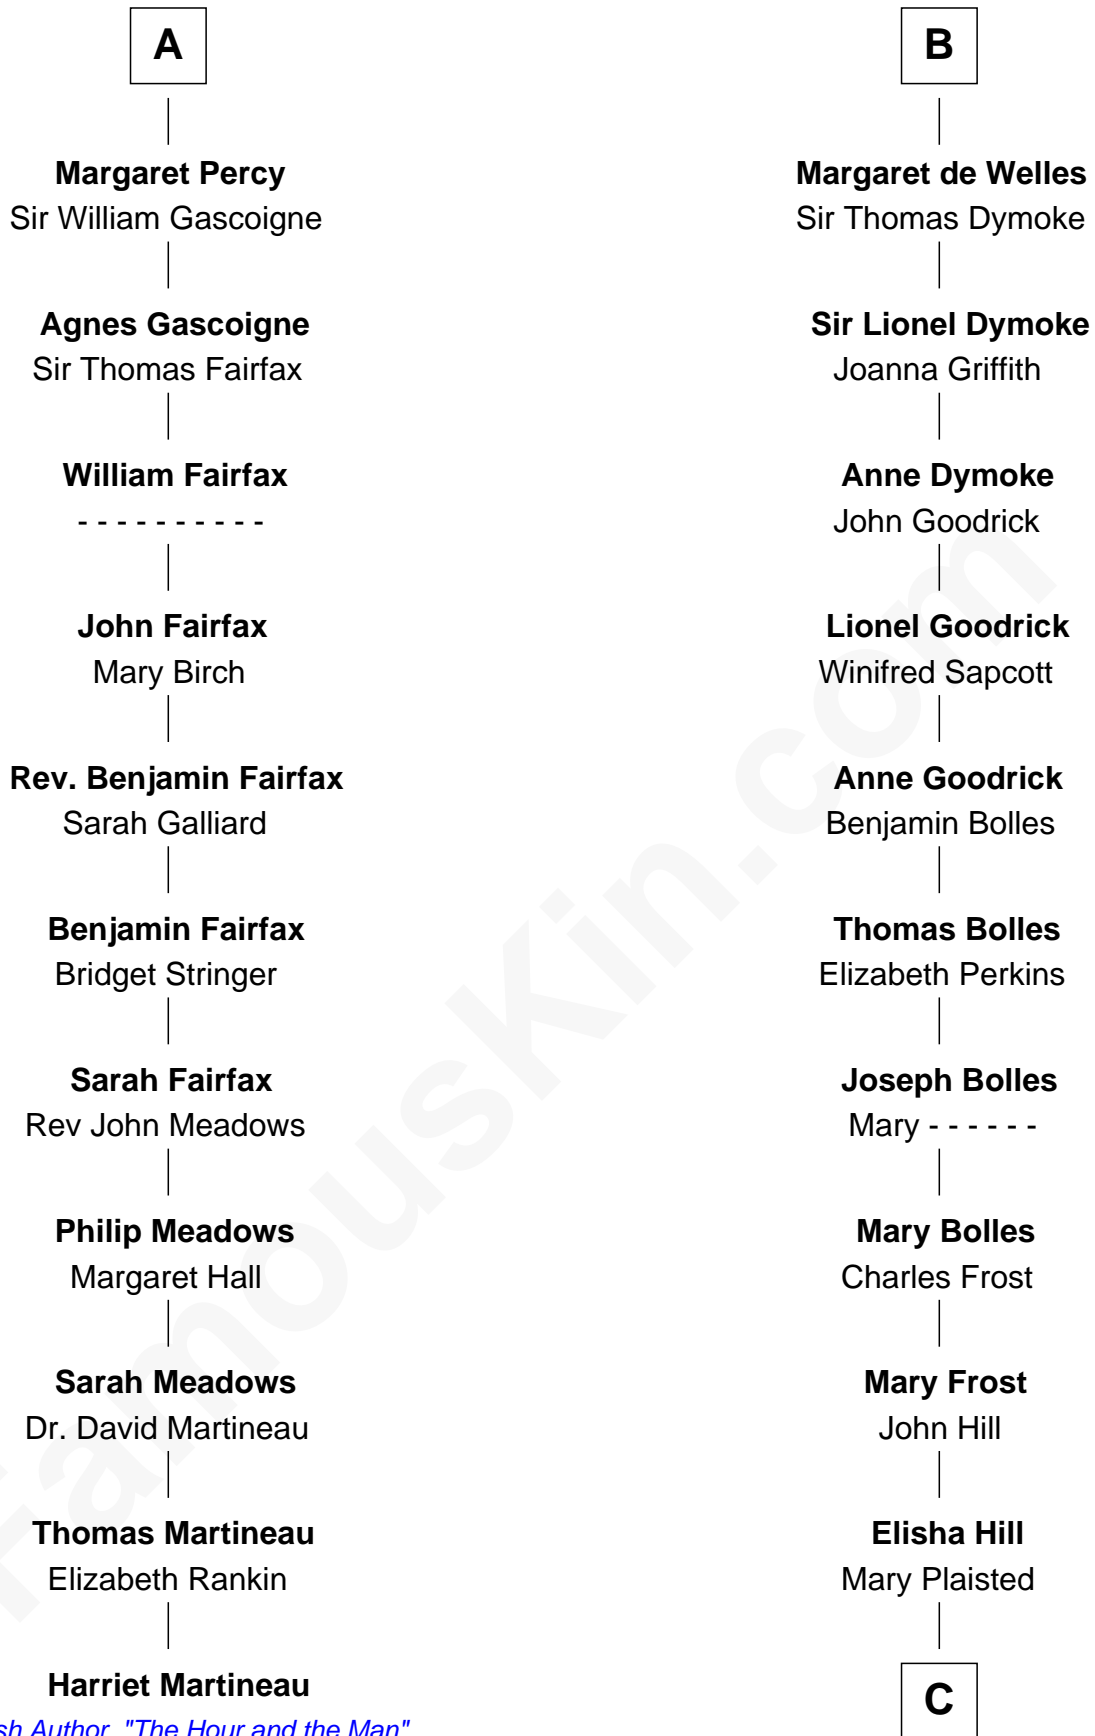 A
Margaret Percy
Sir William Gascoigne
Agnes Gascoigne
Sir Thomas Fairfax
William Fairfax
- - - - - - - - - -
John Fairfax
Mary Birch
Rev. Benjamin Fairfax
Sarah Galliard
Benjamin Fairfax
Bridget Stringer
Sarah Fairfax
Rev John Meadows
Philip Meadows
Margaret Hall
Sarah Meadows
Dr. David Martineau
Thomas Martineau
Elizabeth Rankin
Harriet Martineau
sh Author, "The Hour and the Man"
B
Margaret de Welles
Sir Thomas Dymoke
Sir Lionel Dymoke
Joanna Griffith
Anne Dymoke
John Goodrick
Lionel Goodrick
Winifred Sapcott
Anne Goodrick
Benjamin Bolles
Thomas Bolles
Elizabeth Perkins
Joseph Bolles
Mary - - - - - -
Mary Bolles
Charles Frost
Mary Frost
John Hill
Elisha Hill
Mary Plaisted
C
FamousKin.com